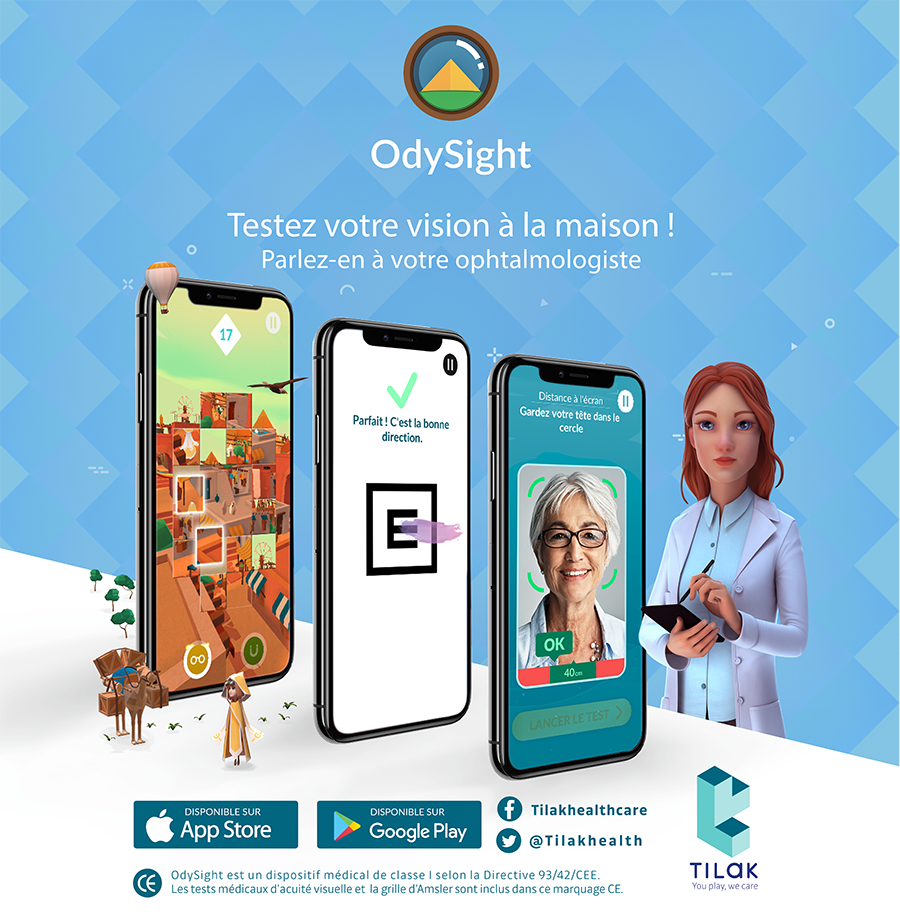 OdySight
Testez votre vision à la maison !
Parlez-en à votre ophtalmologiste
17
Parfait ! C'est la bonne
direction.
E
Distance à l'écran
Gardez votre tête dans le
cercle
OK
40cm
LANCER LE TEST >
DISPONIBLE SUR
App Store
DISPONIBLE SUR
Google Play
Tilakhealthcare
@Tilakhealth
TILAK
You play, we care
CE
OdySight est un dispositif médical de classe I selon la Directive 93/42/CEE.
Les tests médicaux d'acuité visuelle et la grille d'Amsler sont inclus dans ce marquage CE.